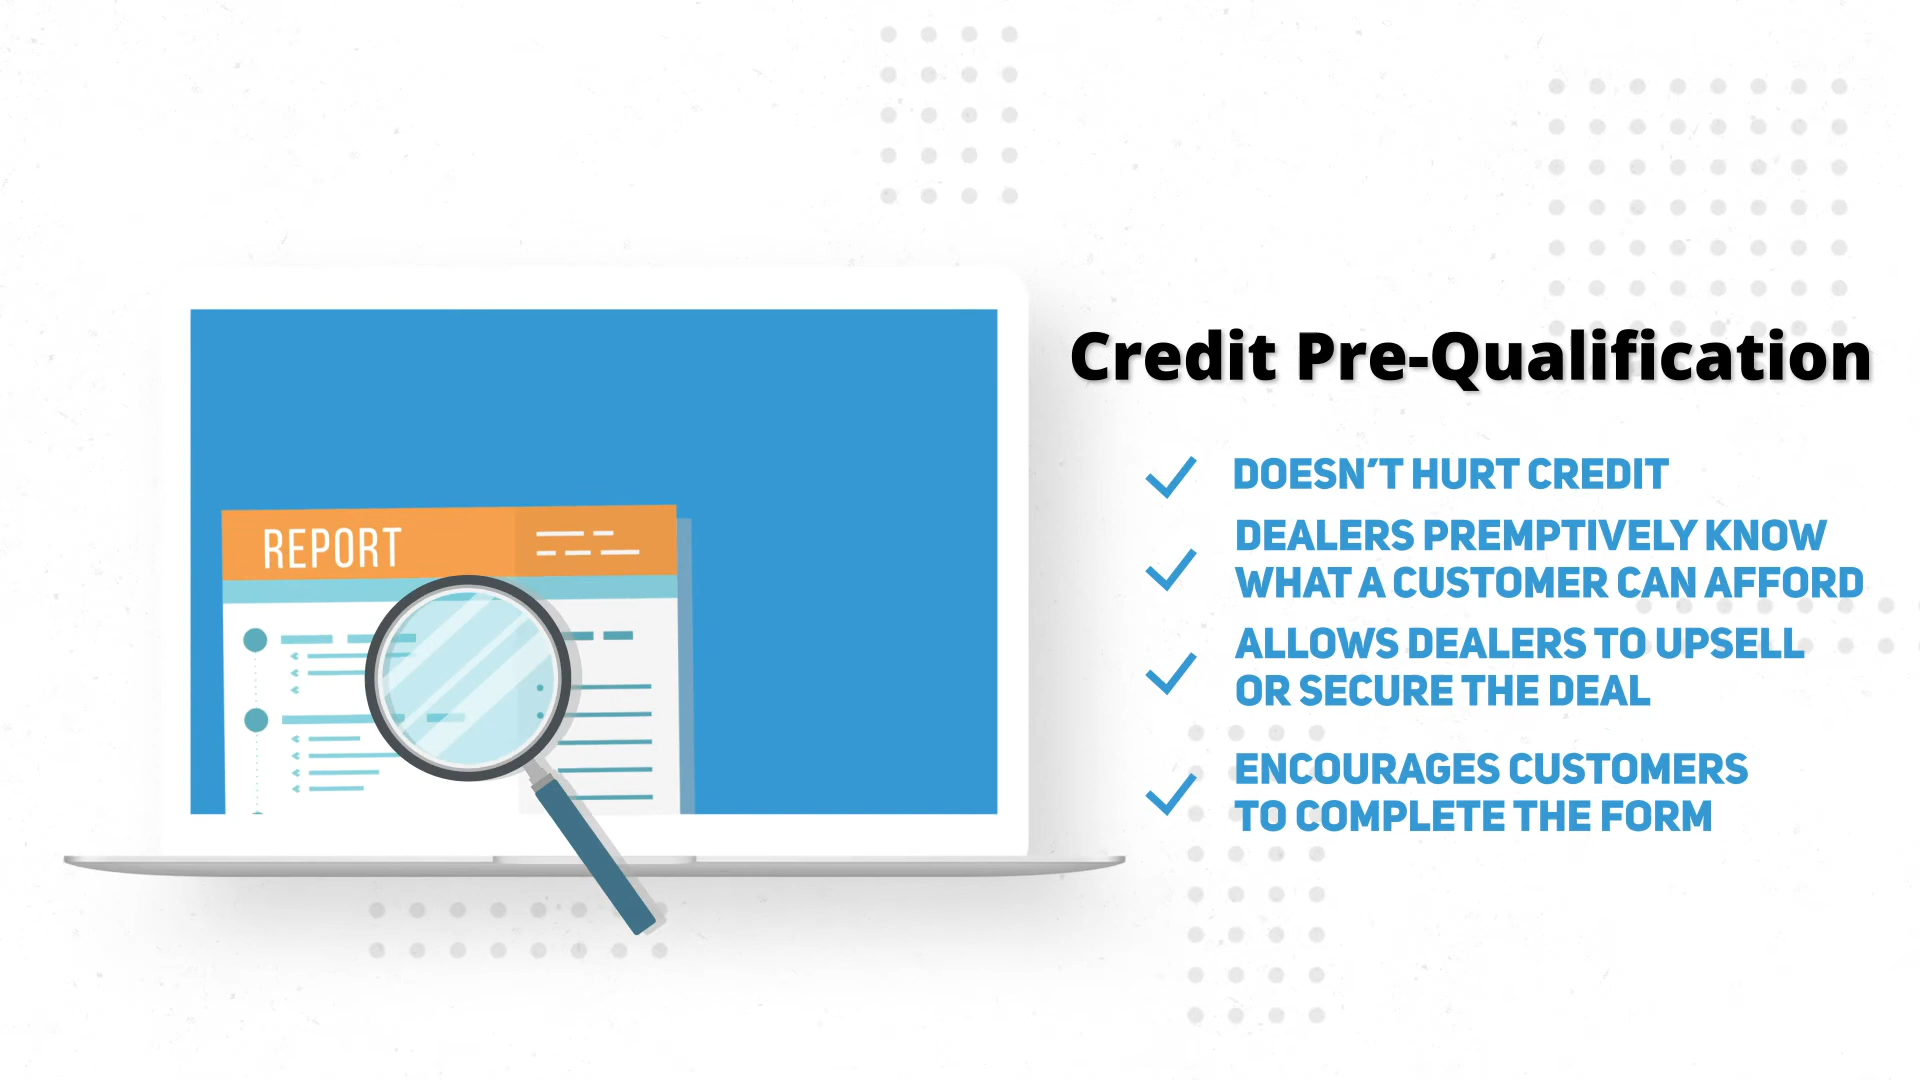 REPORT
Credit Pre-Qualification
DOESN'T HURT CREDIT
DEALERS PREMPTIVELY KNOW
WHAT A CUSTOMER CAN AFFORD
ALLOWS DEALERS TO UPSELL
OR SECURE THE DEAL
ENCOURAGES CUSTOMERS
TO COMPLETE THE FORM